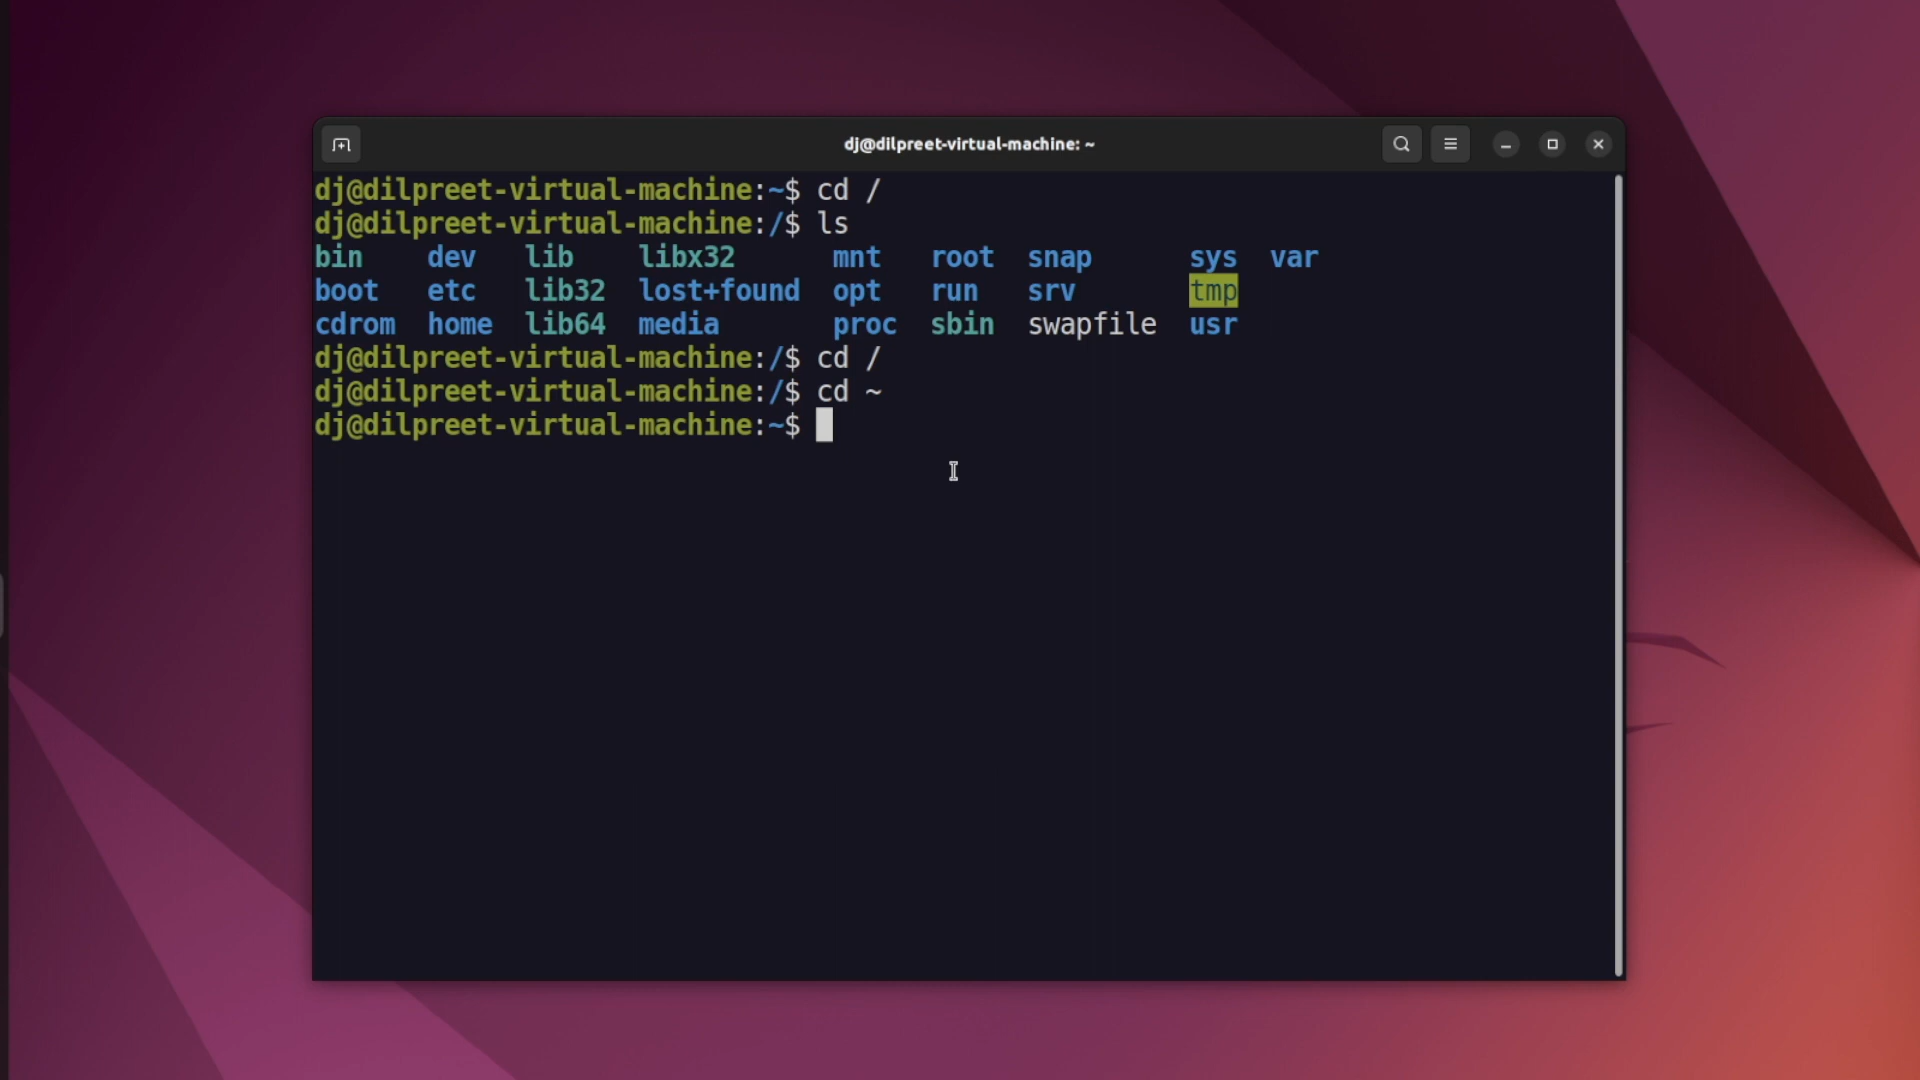 dj@dilpreet-virtual-machine: ~
dj@dilpreet-virtual-machine:~$ cd /
dj@dilpreet-virtual-machine:/$ ls
bin    dev   lib    libx32      mnt   root  snap      sys  var
boot   etc   lib32  lost+found  opt   run   srv       tmp
cdrom  home  lib64  media       proc  sbin  swapfile  usr
dj@dilpreet-virtual-machine:/$ cd /
dj@dilpreet-virtual-machine:/$ cd ~
dj@dilpreet-virtual-machine:~$